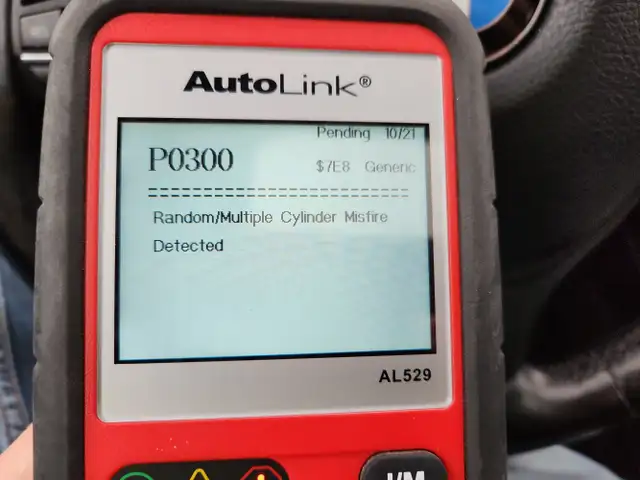 AutoLink®
Pending 10/21
P0300 $7E8 Generic
==============================
Random/Multiple Cylinder Misfire
Detected
AL529
I/M